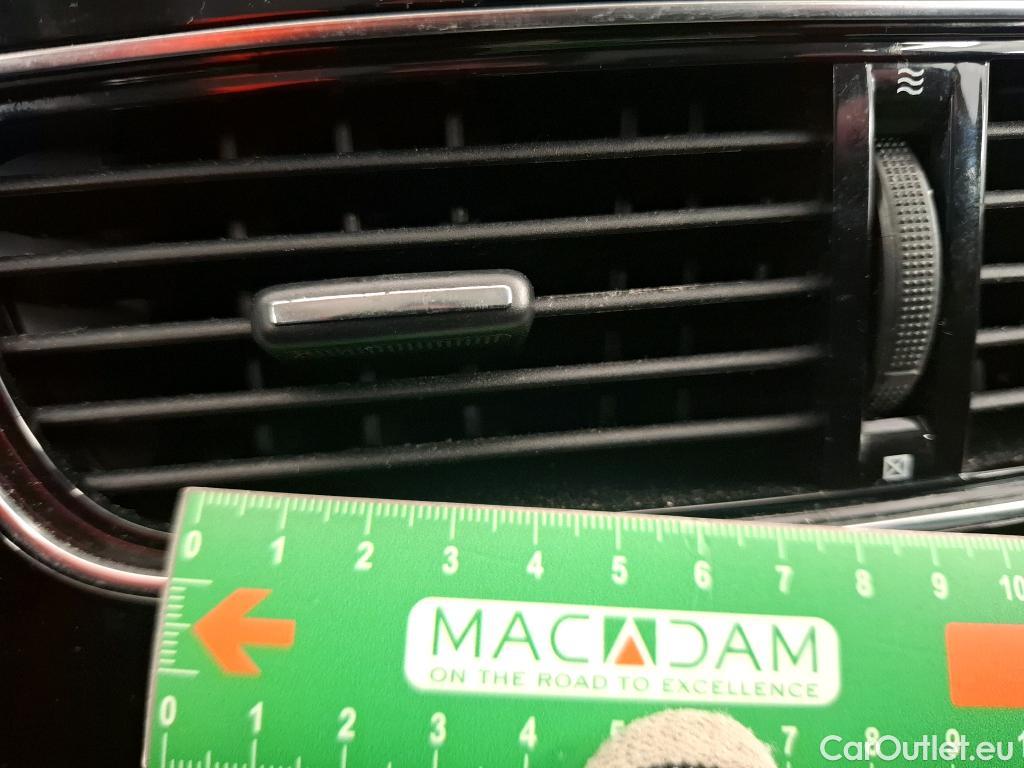 0 1 2 3 4 5 6 7 8 9 10
MACADAM
ON THE ROAD TO EXCELLENCE
0 1 2 3 4 5 7 8 9
CarOutlet.eu